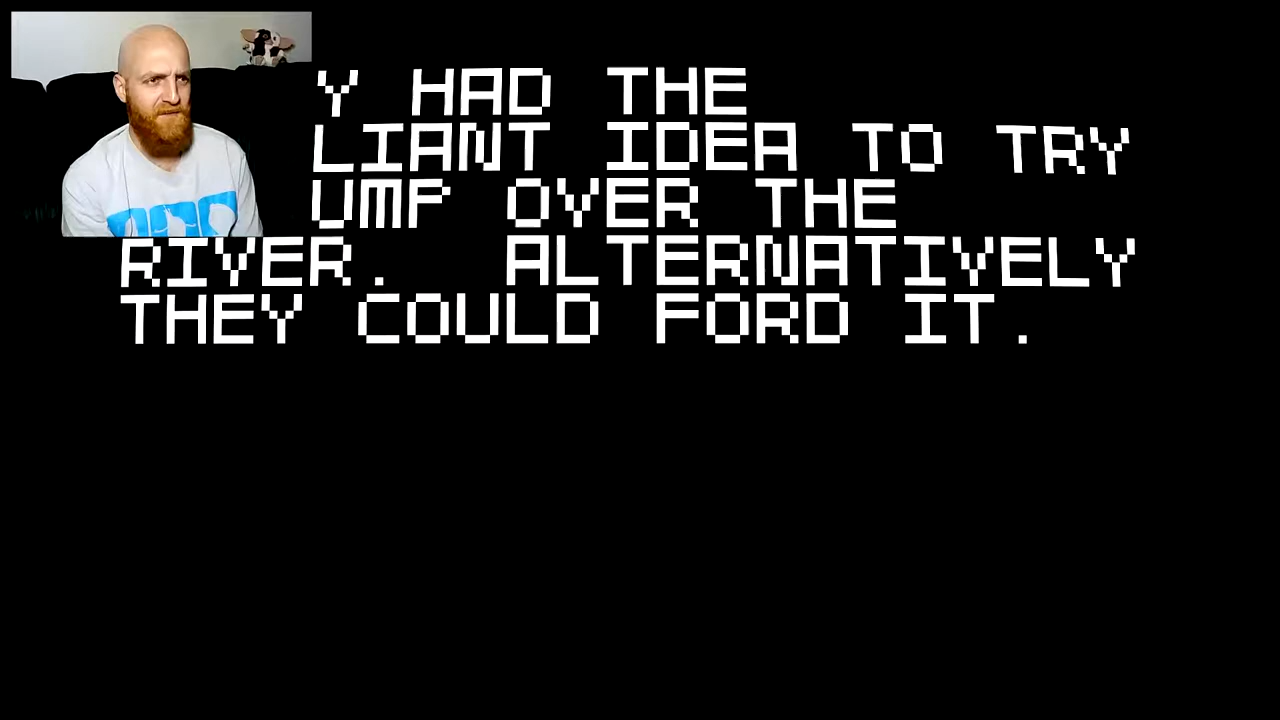 Y HAD THE
LIANT IDEA TO TRY
UMP OVER THE
RIVER. ALTERNATIVELY
THEY COULD FORD IT.